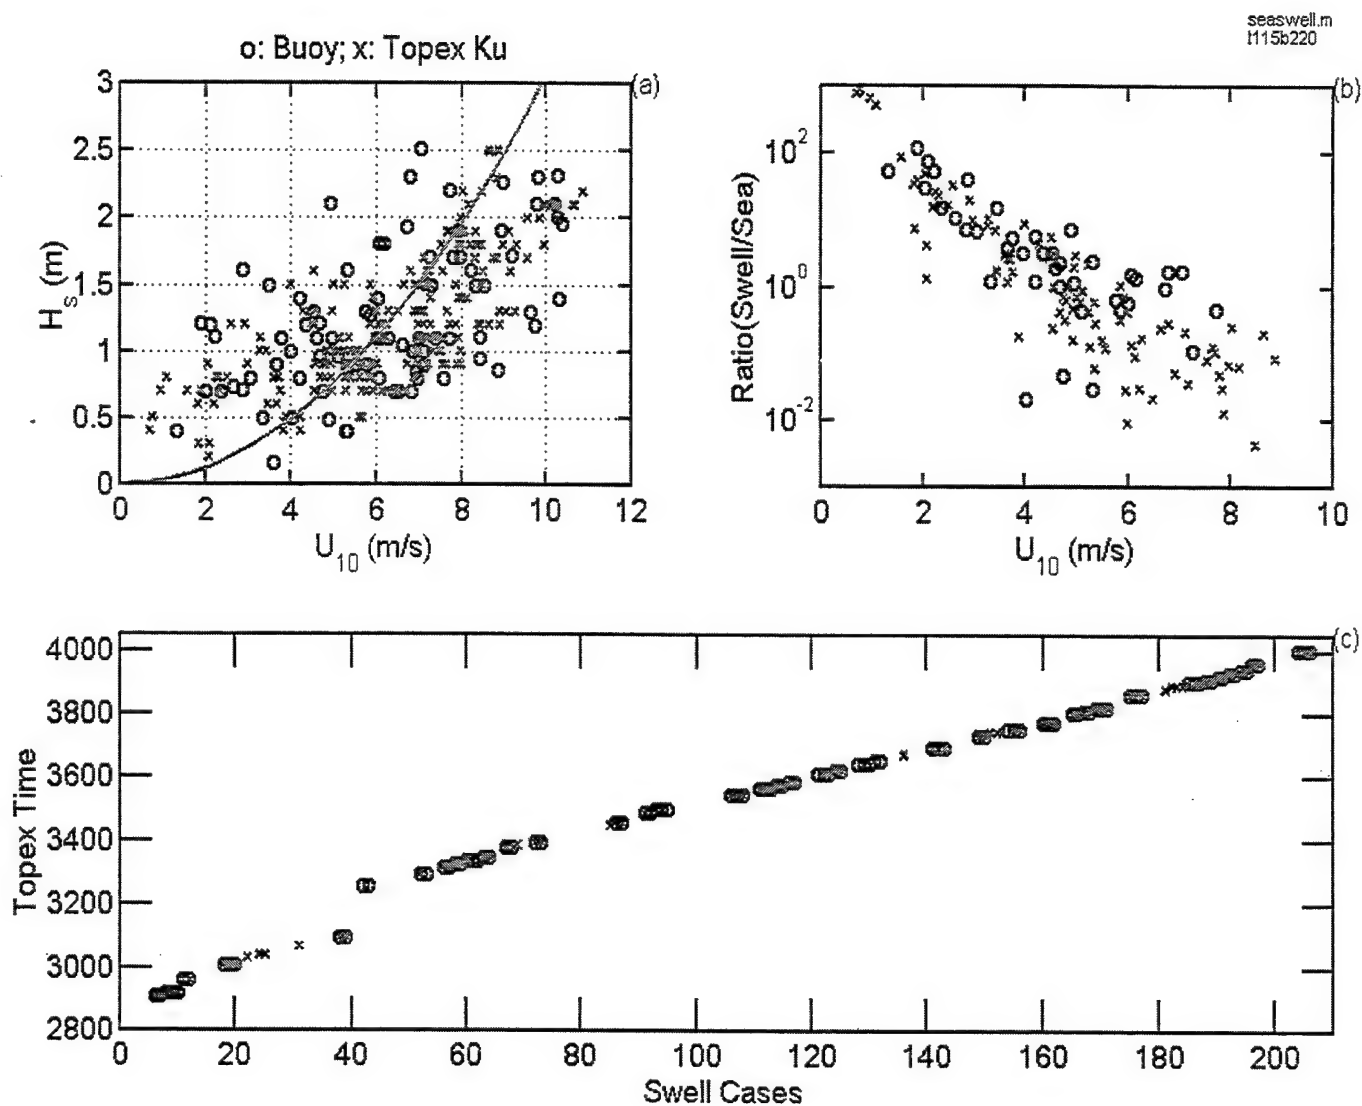 seaswell.m
t115b220
o: Buoy; x: Topex Ku
(a)
3
2.5
2
1.5
1
0.5
0
H_s (m)
0 2 4 6 8 10 12
U_10 (m/s)
(b)
10^2
10^0
10^-2
Ratio(Swell/Sea)
0 2 4 6 8 10
U_10 (m/s)
(c)
4000
3800
3600
3400
3200
3000
2800
Topex Time
0 20 40 60 80 100 120 140 160 180 200
Swell Cases